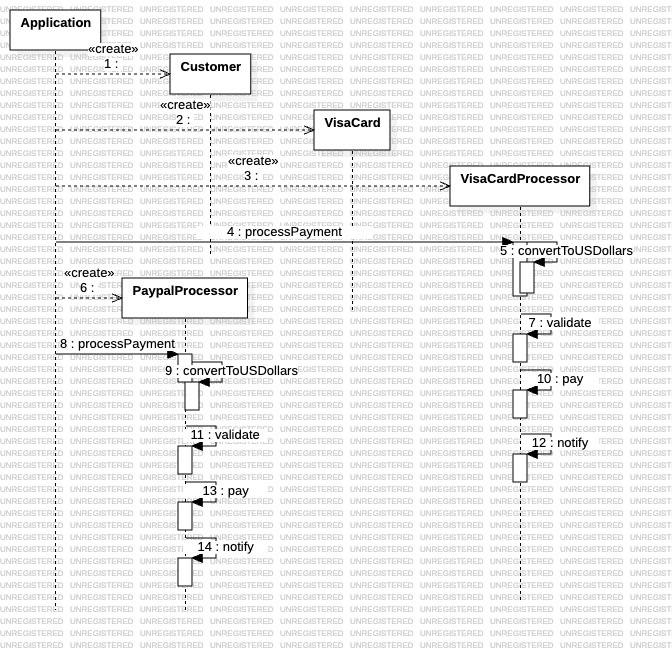 Application
«create»
1 :
Customer
«create»
2 :
VisaCard
«create»
3 :
VisaCardProcessor
4 : processPayment
5 : convertToUSDollars
«create»
6 :
PaypalProcessor
7 : validate
8 : processPayment
9 : convertToUSDollars
10 : pay
11 : validate
12 : notify
13 : pay
14 : notify
UNREGISTERED